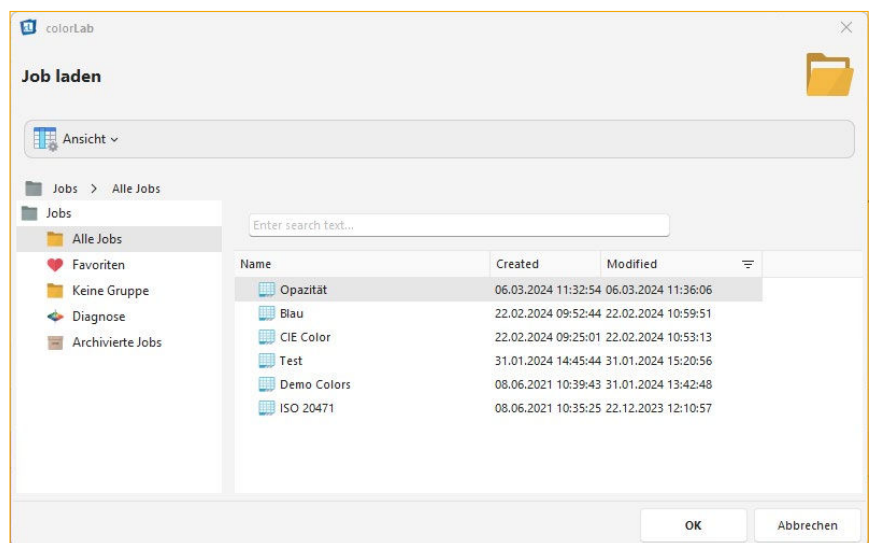 colorLab
Job laden
Ansicht
Jobs > Alle Jobs
Jobs
Alle Jobs
Favoriten
Keine Gruppe
Diagnose
Archivierte Jobs
Enter search text...
Name Created Modified
Opazität 06.03.2024 11:32:54 06.03.2024 11:36:06
Blau 22.02.2024 09:52:44 22.02.2024 10:59:51
CIE Color 22.02.2024 09:25:01 22.02.2024 10:53:13
Test 31.01.2024 14:45:44 31.01.2024 15:20:56
Demo Colors 08.06.2021 10:39:43 31.01.2024 13:42:48
ISO 20471 08.06.2021 10:35:25 22.12.2023 12:10:57
OK Abbrechen